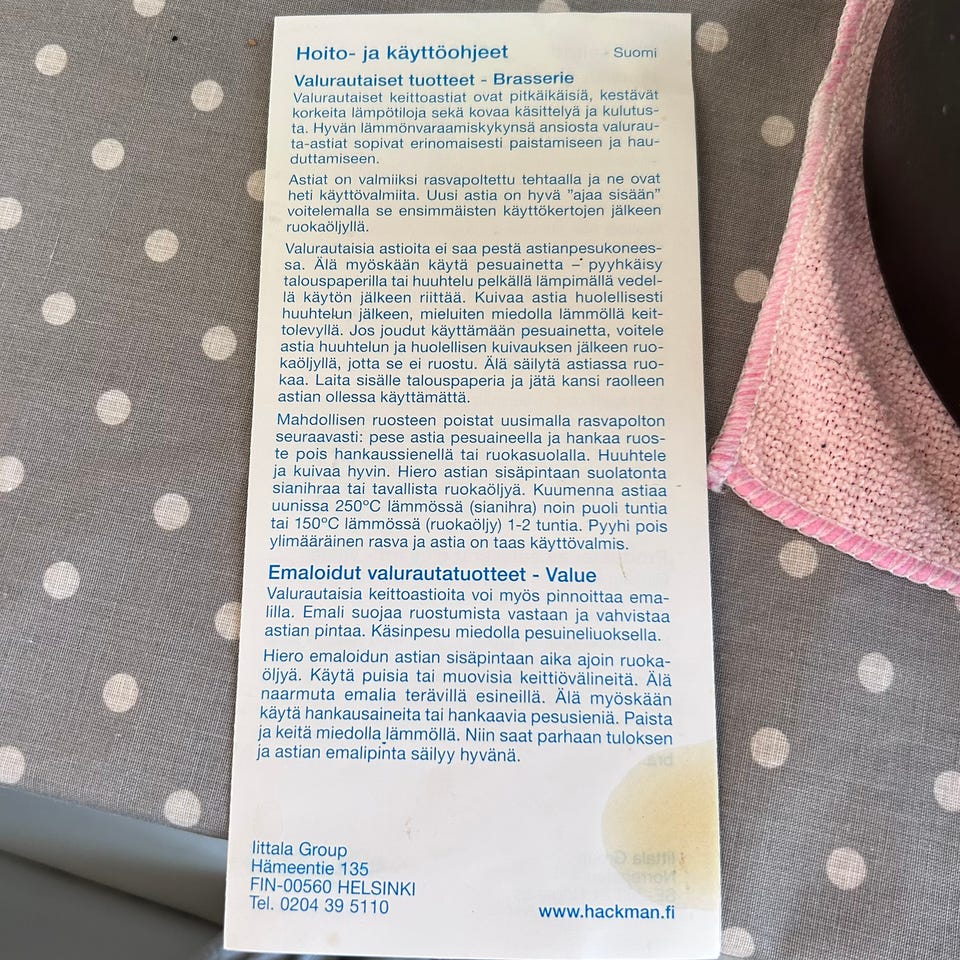 Hoito- ja käyttöohjeet
Suomi
Valurautaiset tuotteet - Brasserie
Valurautaiset keittoastiat ovat pitkäikäisiä, kestävät
korkeita lämpötiloja sekä kovaa käsittelyä ja kulutus-
ta. Hyvän lämmönvaraamiskykynsä ansiosta valurau-
ta-astiat sopivat erinomaisesti paistamiseen ja hau-
duttamiseen.
Astiat on valmiiksi rasvapoltettu tehtaalla ja ne ovat
heti käyttövalmiita. Uusi astia on hyvä ”ajaa sisään”
voitelemalla se ensimmäisten käyttökertojen jälkeen
ruokaöljyllä.
Valurautaisia astioita ei saa pestä astianpesukonees-
sa. Älä myöskään käytä pesuainetta – pyyhkäisy
talouspaperilla tai huuhtelu pelkällä lämpimällä vedel-
lä käytön jälkeen riittää. Kuivaa astia huolellisesti
huuhtelun jälkeen, mieluiten miedolla lämmöllä keit-
tolevyllä. Jos joudut käyttämään pesuainetta, voitele
astia huuhtelun ja huolellisen kuivauksen jälkeen ruo-
kaöljyllä, jotta se ei ruostu. Älä säilytä astiassa ruo-
kaa. Laita sisälle talouspaperia ja jätä kansi raolleen
astian ollessa käyttämättä.
Mahdollisen ruosteen poistat uusimalla rasvapolton
seuraavasti: pese astia pesuaineella ja hankaa ruos-
te pois hankaussienellä tai ruokasuolalla. Huuhtele
ja kuivaa hyvin. Hiero astian sisäpintaan suolatonta
sianihraa tai tavallista ruokaöljyä. Kuumenna astiaa
uunissa 250ºC lämmössä (sianihra) noin puoli tuntia
tai 150ºC lämmössä (ruokaöljy) 1-2 tuntia. Pyyhi pois
ylimääräinen rasva ja astia on taas käyttövalmis.
Emaloidut valurautatuotteet - Value
Valurautaisia keittoastioita voi myös pinnoittaa ema-
lilla. Emali suojaa ruostumista vastaan ja vahvistaa
astian pintaa. Käsinpesu miedolla pesuineliuoksella.
Hiero emaloidun astian sisäpintaan aika ajoin ruoka-
öljyä. Käytä puisia tai muovisia keittiövälineitä. Älä
naarmuta emalia terävillä esineillä. Älä myöskään
käytä hankausaineita tai hankaavia pesusieniä. Paista
ja keitä miedolla lämmöllä. Niin saat parhaan tuloksen
ja astian emalipinta säilyy hyvänä.
Iittala Group
Hämeentie 135
FIN-00560 HELSINKI
Tel. 0204 39 5110
www.hackman.fi